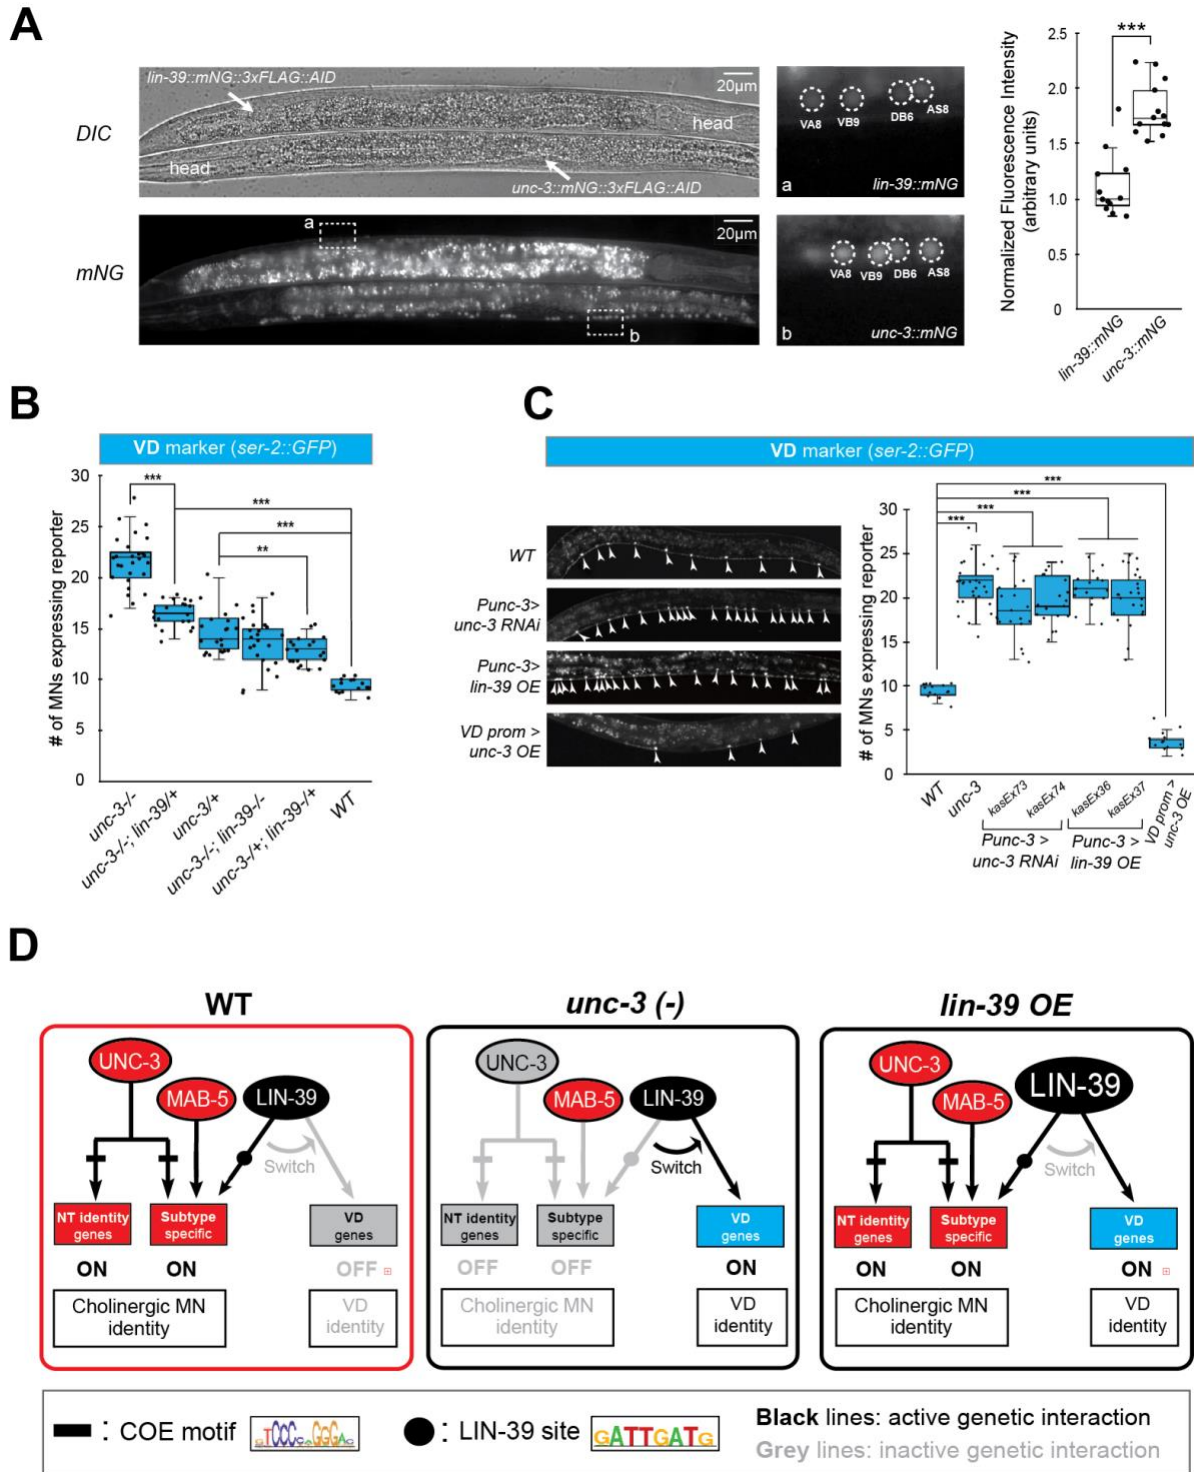 A
lin-39::mNG::3xFLAG::AID
20μm
head
DIC
head
unc-3::mNG::3xFLAG::AID
VA8
VB9
DB6
AS8
a
lin-39::mNG
a
20μm
mNG
b
VA8
VB9
DB6
AS8
b
unc-3::mNG
Normalized Fluorescence Intensity
(arbitrary units)
2.5
2.0
1.5
1.0
0.5
0
***
lin-39::mNG
unc-3::mNG
B
VD marker (ser-2::GFP)
# of MNs expressing reporter
30
25
20
15
10
5
0
***
***
***
**
unc-3-/-
unc-3-/-; lin-39/+
unc-3/+
unc-3-/-; lin-39-/-
unc-3-/+; lin-39-/+
WT
C
VD marker (ser-2::GFP)
WT
Punc-3>
unc-3 RNAi
Punc-3>
lin-39 OE
VD prom >
unc-3 OE
# of MNs expressing reporter
30
25
20
15
10
5
0
***
***
***
***
WT
unc-3
kasEx73
kasEx74
kasEx36
kasEx37
VD prom >
unc-3 OE
Punc-3 >
unc-3 RNAi
Punc-3 >
lin-39 OE
D
WT
UNC-3
MAB-5
LIN-39
Switch
NT identity
genes
Subtype
specific
VD
genes
ON
ON
OFF
Cholinergic MN
identity
VD
identity
unc-3 (-)
UNC-3
MAB-5
LIN-39
Switch
NT identity
genes
Subtype
specific
VD
genes
OFF
OFF
ON
Cholinergic MN
identity
VD
identity
lin-39 OE
UNC-3
MAB-5
LIN-39
Switch
NT identity
genes
Subtype
specific
VD
genes
ON
ON
ON
Cholinergic MN
identity
VD
identity
: COE motif
: LIN-39 site
GATTGATG
Black lines: active genetic interaction
Grey lines: inactive genetic interaction